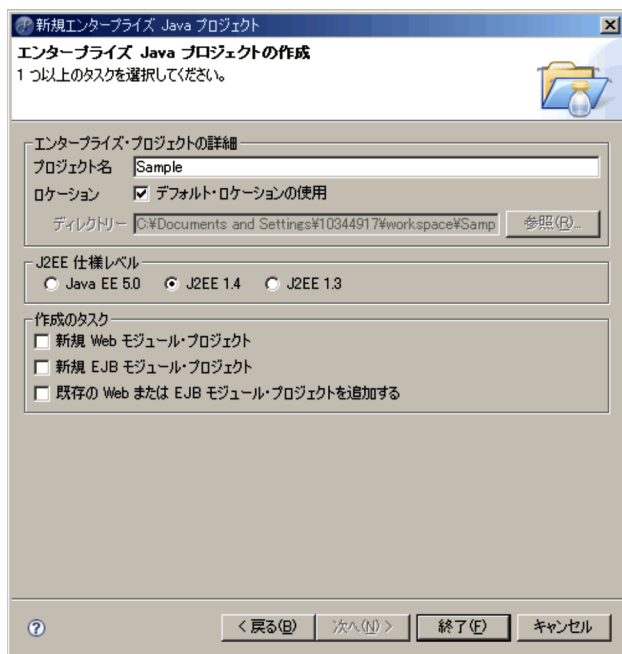 新規エンタープライズ Java プロジェクト
エンタープライズ Java プロジェクトの作成
1 つ以上のタスクを選択してください。
エンタープライズ・プロジェクトの詳細
プロジェクト名 Sample
ロケーション デフォルト・ロケーションの使用
ディレクトリー C:¥Documents and Settings¥10344917¥workspace¥Samp 参照(R)...
J2EE 仕様レベル
Java EE 5.0 J2EE 1.4 J2EE 1.3
作成のタスク
新規 Web モジュール・プロジェクト
新規 EJB モジュール・プロジェクト
既存の Web または EJB モジュール・プロジェクトを追加する
? < 戻る(B) 次へ(N) > 終了(F) キャンセル